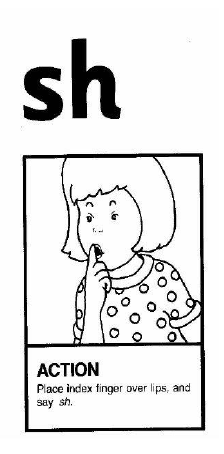 sh
ACTION
Place index finger over lips, and
say sh.